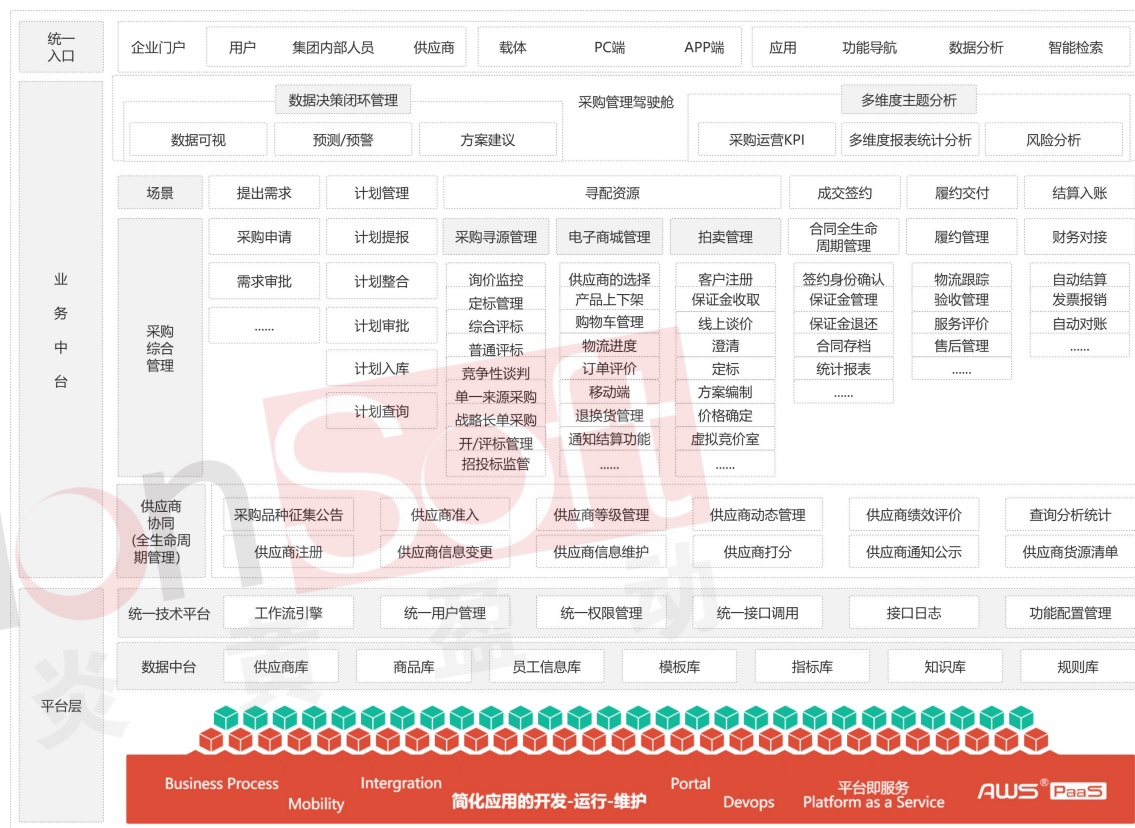 统一
入口
企业门户
用户 集团内部人员 供应商
载体 PC端 APP端
应用 功能导航 数据分析 智能检索
业
务
中
台
数据决策闭环管理
数据可视 预测/预警 方案建议
采购管理驾驶舱
多维度主题分析
采购运营KPI 多维度报表统计分析 风险分析
场景 提出需求 计划管理 寻配资源 成交签约 履约交付 结算入账
采购
综合
管理
采购申请
需求审批
......
计划提报
计划整合
计划审批
计划入库
计划查询
采购寻源管理
询价监控
定标管理
综合评标
普通评标
竞争性谈判
单一来源采购
战略长单采购
开/评标管理
招投标监管
电子商城管理
供应商的选择
产品上下架
购物车管理
物流进度
订单评价
移动端
退换货管理
通知结算功能
......
拍卖管理
客户注册
保证金收取
线上谈价
澄清
定标
方案编制
价格确定
虚拟竞价室
......
合同全生命
周期管理
签约身份确认
保证金管理
保证金退还
合同存档
统计报表
......
履约管理
物流跟踪
验收管理
服务评价
售后管理
......
财务对接
自动结算
发票报销
自动对账
......
供应商
协同
(全生命周
期管理)
采购品种征集公告 供应商准入 供应商等级管理 供应商动态管理 供应商绩效评价 查询分析统计
供应商注册 供应商信息变更 供应商信息维护 供应商打分 供应商通知公示 供应商货源清单
平台层
统一技术平台 工作流引擎 统一用户管理 统一权限管理 统一接口调用 接口日志 功能配置管理
数据中台 供应商库 商品库 员工信息库 模板库 指标库 知识库 规则库
Business Process
Mobility
Intergration
简化应用的开发-运行-维护
Portal
Devops
平台即服务
Platform as a Service
AWS® PaaS
onSoft
炎黄盈动